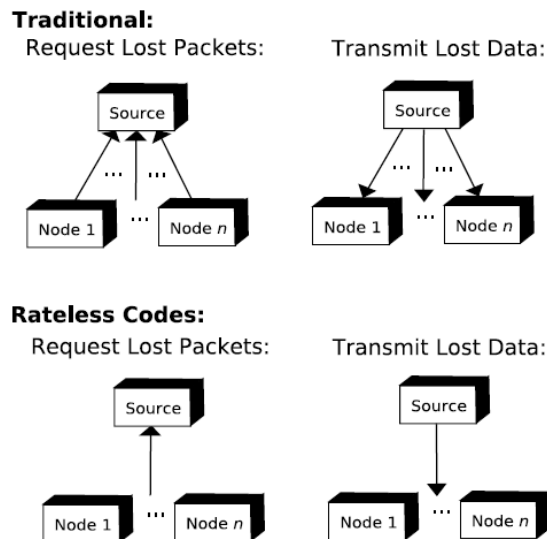 Traditional:
Request Lost Packets:
Transmit Lost Data:
Source
Source
... ...
... ...
Node 1
...
Node n
Node 1
...
Node n
Rateless Codes:
Request Lost Packets:
Transmit Lost Data:
Source
Source
Node 1
...
Node n
Node 1
...
Node n